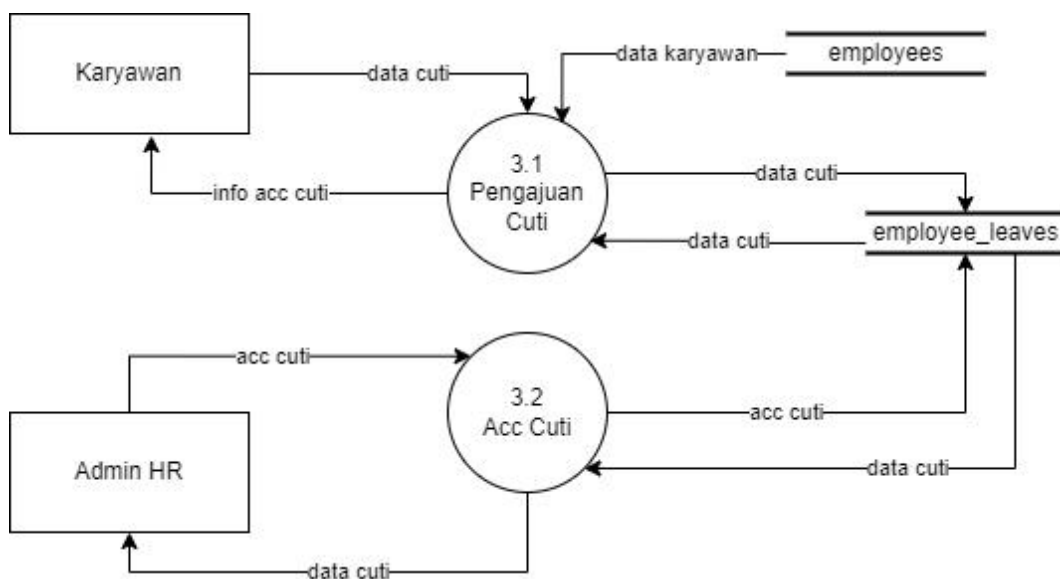 Karyawan
data cuti
data karyawan
employees
3.1
Pengajuan
Cuti
info acc cuti
data cuti
data cuti
employee_leaves
acc cuti
3.2
Acc Cuti
acc cuti
Admin HR
data cuti
data cuti